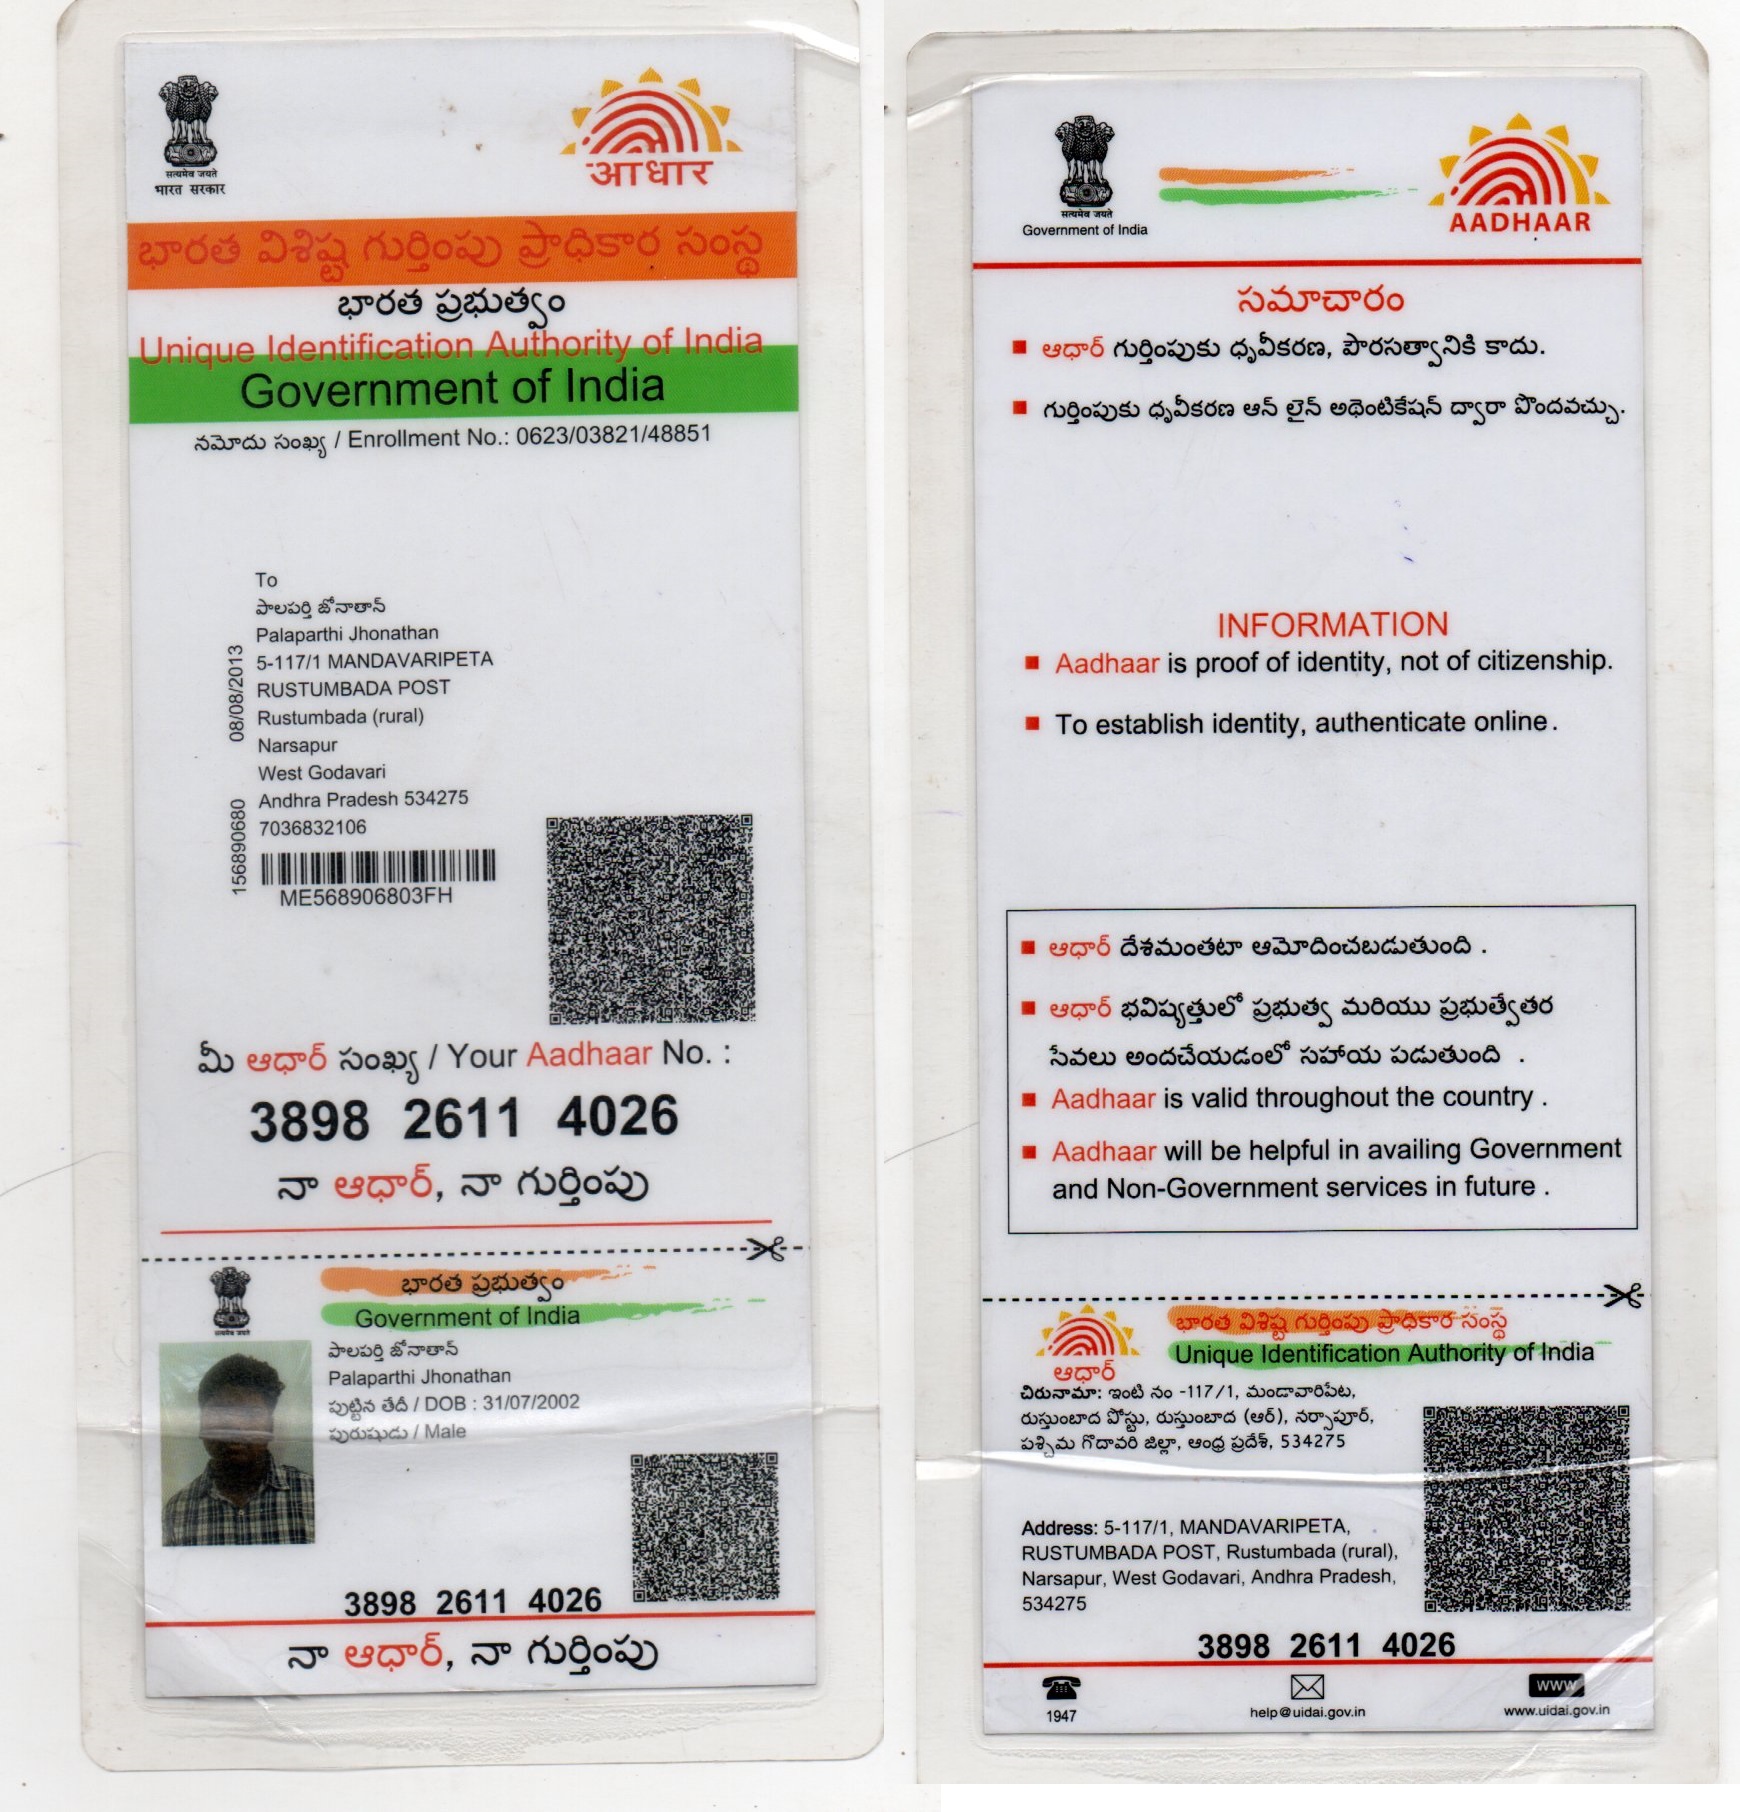 सत्यमेव जयते
भारत सरकार
आधार
భారత విశిష్ట గుర్తింపు ప్రాధికార సంస్థ
భారత ప్రభుత్వం
Unique Identification Authority of India
Government of India
నమోదు సంఖ్య / Enrollment No.: 0623/03821/48851
To
పాలపర్తి జోనాతాన్
Palaparthi Jhonathan
5-117/1 MANDAVARIPETA
RUSTUMBADA POST
Rustumbada (rural)
Narsapur
West Godavari
Andhra Pradesh 534275
7036832106
08/08/2013
156890680
ME568906803FH
మీ ఆధార్ సంఖ్య / Your Aadhaar No. :
3898 2611 4026
నా ఆధార్, నా గుర్తింపు
భారత ప్రభుత్వం
Government of India
सत्यमेव जयते
పాలపర్తి జోనాతాన్
Palaparthi Jhonathan
పుట్టిన తేదీ / DOB : 31/07/2002
పురుషుడు / Male
3898 2611 4026
నా ఆధార్, నా గుర్తింపు
सत्यमेव जयते
Government of India
AADHAAR
సమాచారం
ఆధార్ గుర్తింపుకు ధృవీకరణ, పౌరసత్వానికి కాదు.
గుర్తింపుకు ధృవీకరణ ఆన్ లైన్ అథెంటికేషన్ ద్వారా పొందవచ్చు.
INFORMATION
Aadhaar is proof of identity, not of citizenship.
To establish identity, authenticate online.
ఆధార్ దేశమంతటా ఆమోదించబడుతుంది .
ఆధార్ భవిష్యత్తులో ప్రభుత్వ మరియు ప్రభుత్వేతర
సేవలు అందచేయడంలో సహాయ పడుతుంది .
Aadhaar is valid throughout the country .
Aadhaar will be helpful in availing Government
and Non-Government services in future .
భారత విశిష్ట గుర్తింపు ప్రాధికార సంస్థ
Unique Identification Authority of India
ఆధార్
చిరునామా: ఇంటి నం -117/1, మండావారిపేట,
రుస్తుంబాద పోస్టు, రుస్తుంబాద (ఆర్), నర్సాపూర్,
పశ్చిమ గొదావరి జిల్లా, ఆంధ్ర ప్రదేశ్, 534275
Address: 5-117/1, MANDAVARIPETA,
RUSTUMBADA POST, Rustumbada (rural),
Narsapur, West Godavari, Andhra Pradesh,
534275
3898 2611 4026
1947
help@uidai.gov.in
WWW
www.uidai.gov.in